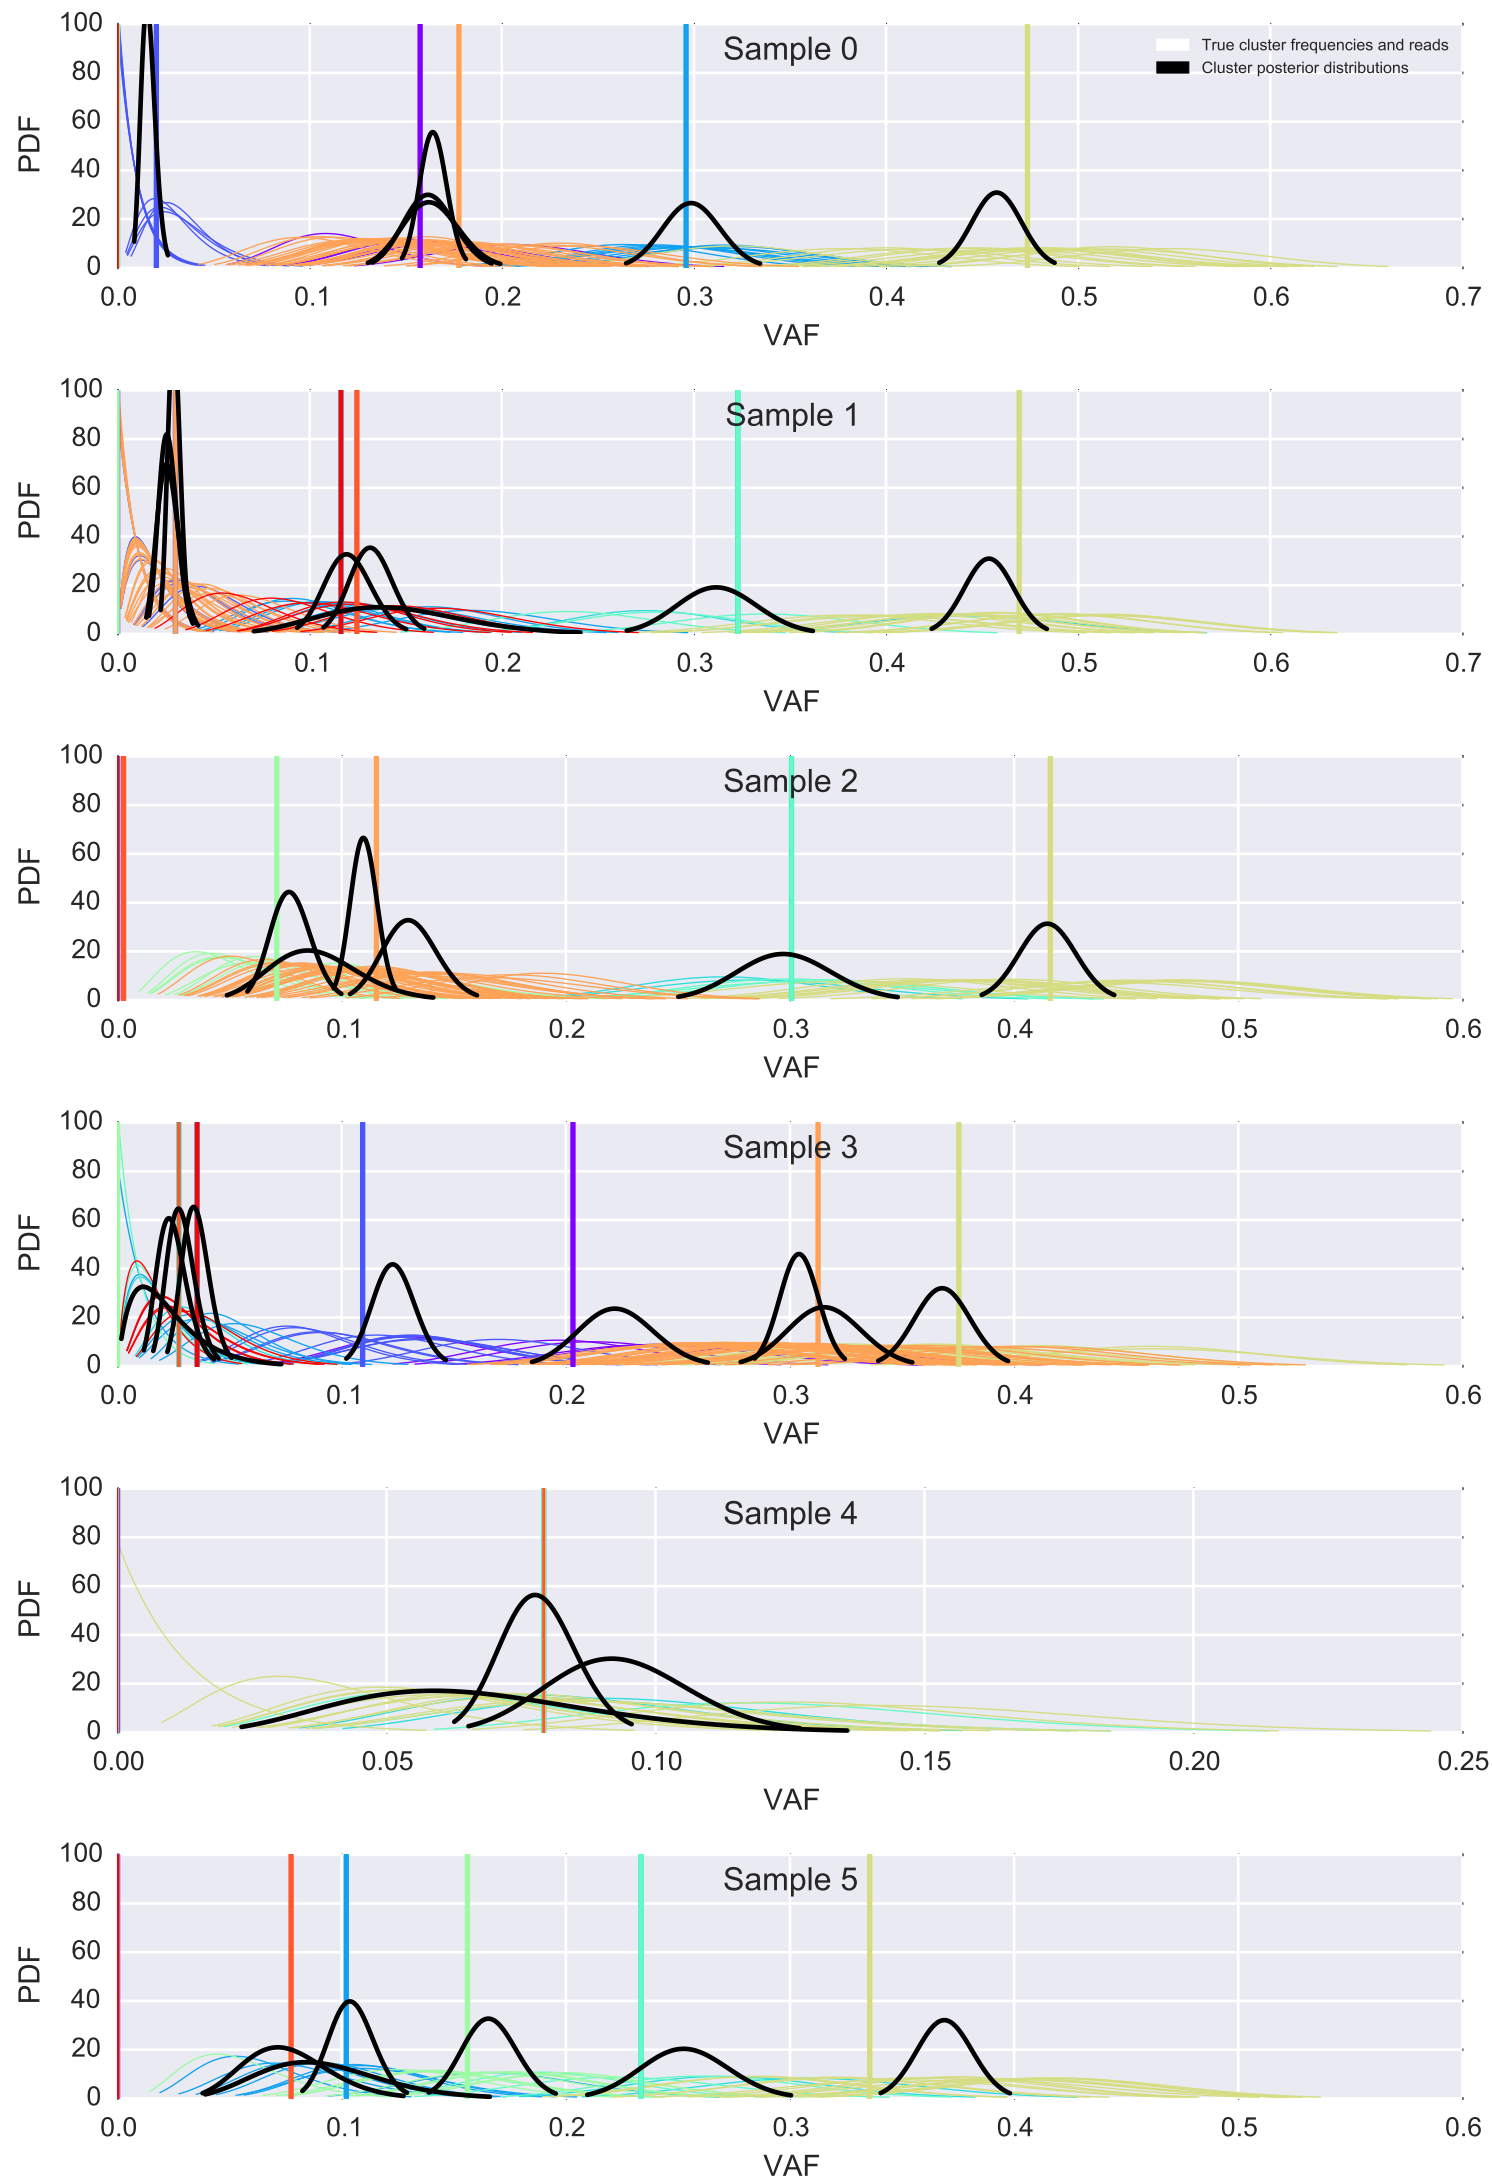 100
80
60
40
20
0
PDF
Sample 0
True cluster frequencies and reads
Cluster posterior distributions
0.0 0.1 0.2 0.3 0.4 0.5 0.6 0.7
VAF
100
80
60
40
20
0
PDF
Sample 1
0.0 0.1 0.2 0.3 0.4 0.5 0.6 0.7
VAF
100
80
60
40
20
0
PDF
Sample 2
0.0 0.1 0.2 0.3 0.4 0.5 0.6
VAF
100
80
60
40
20
0
PDF
Sample 3
0.0 0.1 0.2 0.3 0.4 0.5 0.6
VAF
100
80
60
40
20
0
PDF
Sample 4
0.00 0.05 0.10 0.15 0.20 0.25
VAF
100
80
60
40
20
0
PDF
Sample 5
0.0 0.1 0.2 0.3 0.4 0.5 0.6
VAF